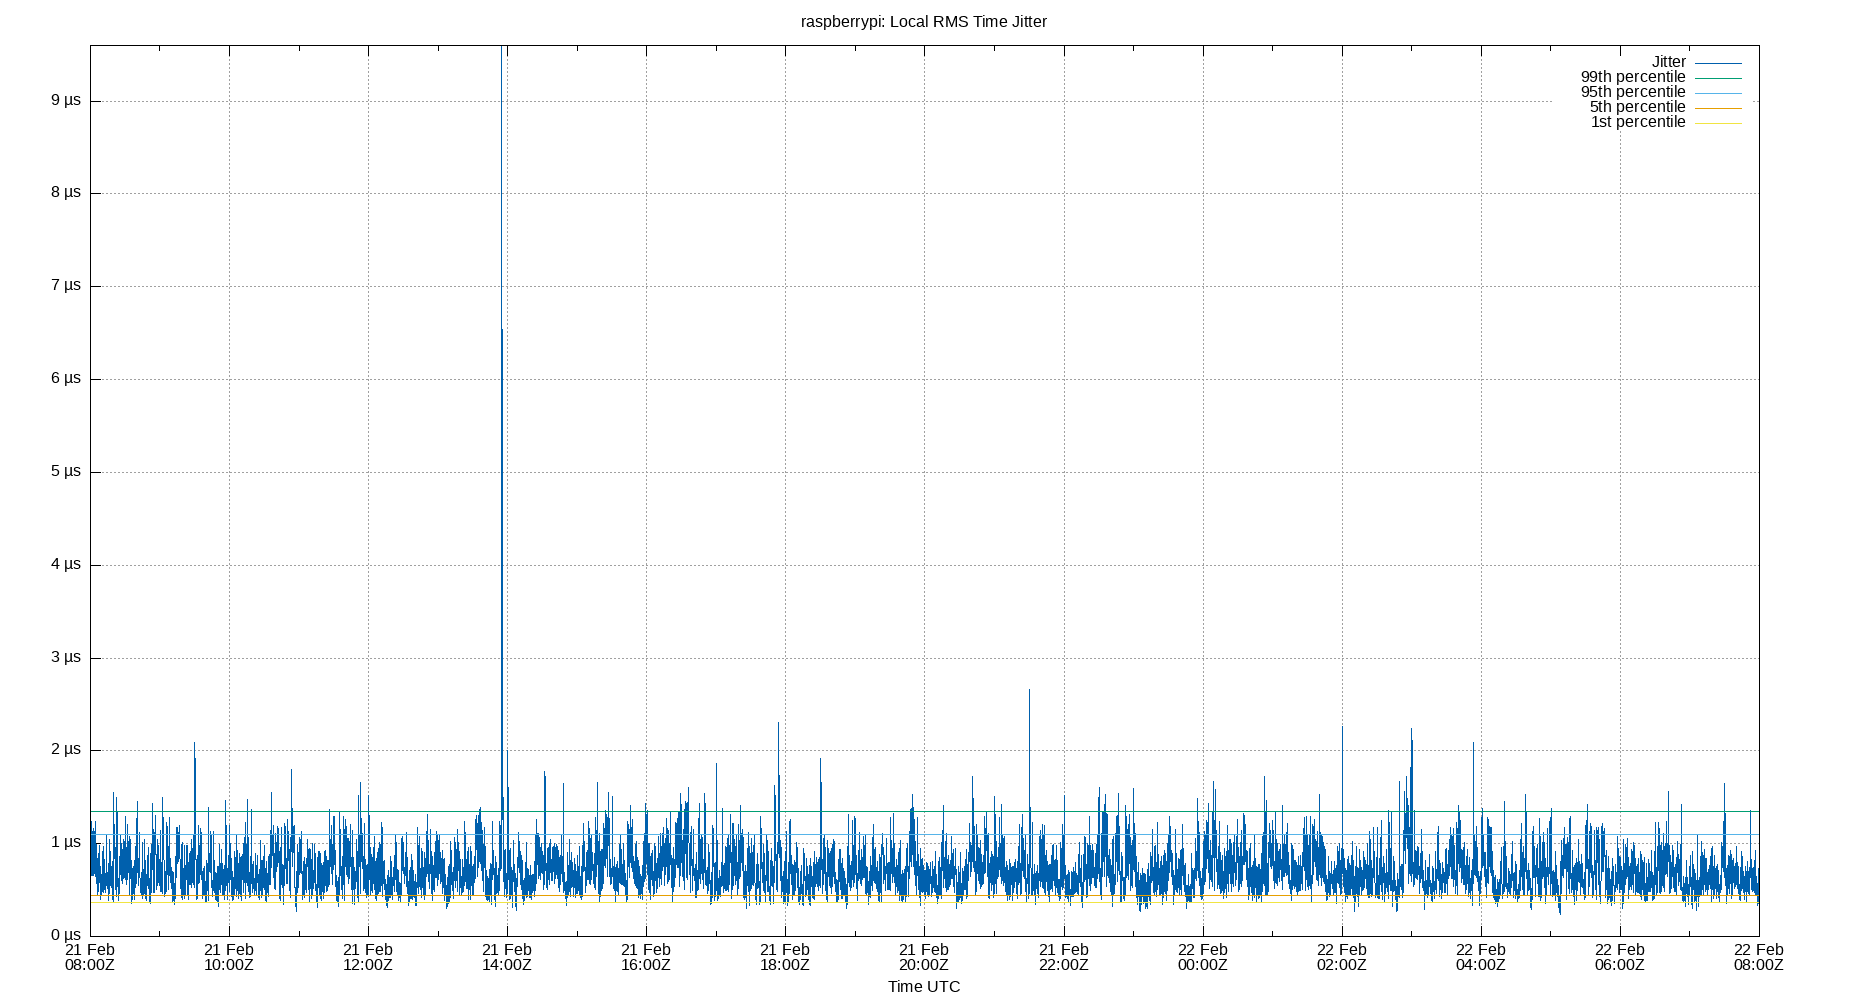 raspberrypi: Local RMS Time Jitter
Jitter
99th percentile
95th percentile
5th percentile
1st percentile
9 µs
8 µs
7 µs
6 µs
5 µs
4 µs
3 µs
2 µs
1 µs
0 µs
21 Feb 21 Feb 21 Feb 21 Feb 21 Feb 21 Feb 21 Feb 21 Feb 22 Feb 22 Feb 22 Feb 22 Feb 22 Feb
08:00Z 10:00Z 12:00Z 14:00Z 16:00Z 18:00Z 20:00Z 22:00Z 00:00Z 02:00Z 04:00Z 06:00Z 08:00Z
Time UTC